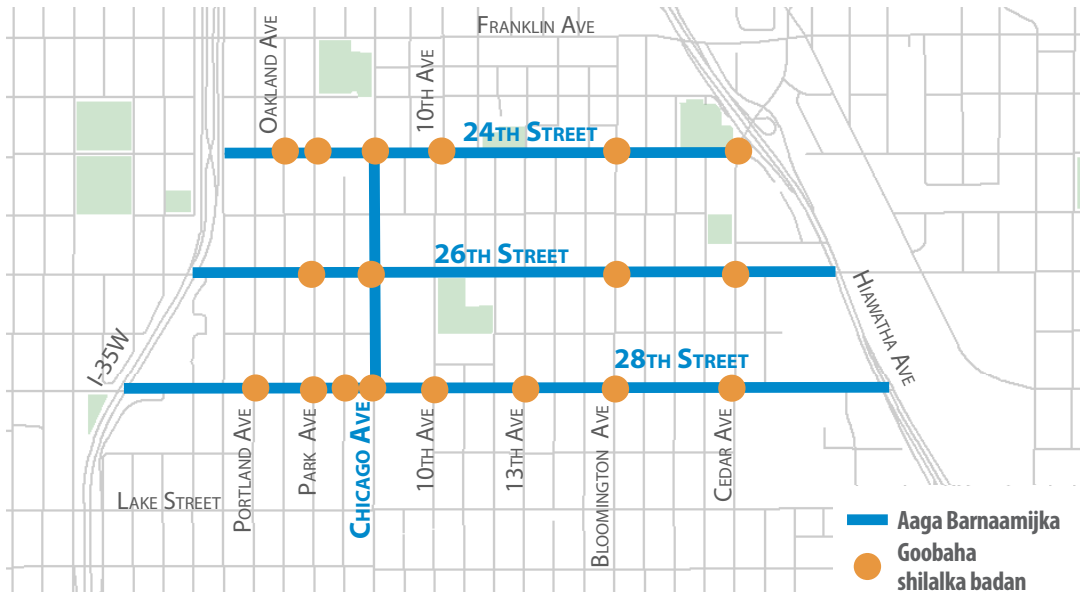 FRANKLIN AVE
OAKLAND AVE
10TH AVE
24TH STREET
26TH STREET
HIAWATHA AVE
I-35W
28TH STREET
PORTLAND AVE
PARK AVE
CHICAGO AVE
10TH AVE
13TH AVE
BLOOMINGTON AVE
CEDAR AVE
LAKE STREET
Aaga Barnaamijka
Goobaha
shilalka badan